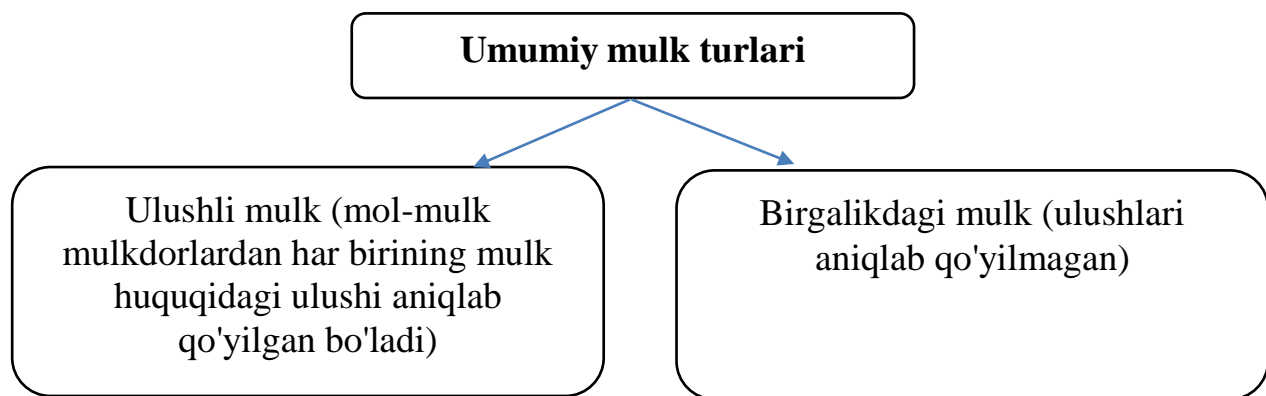 Umumiy mulk turlari
Ulushli mulk (mol-mulk
mulkdorlardan har birining mulk
huquqidagi ulushi aniqlab
qo'yilgan bo'ladi)
Birgalikdagi mulk (ulushlari
aniqlab qo'yilmagan)